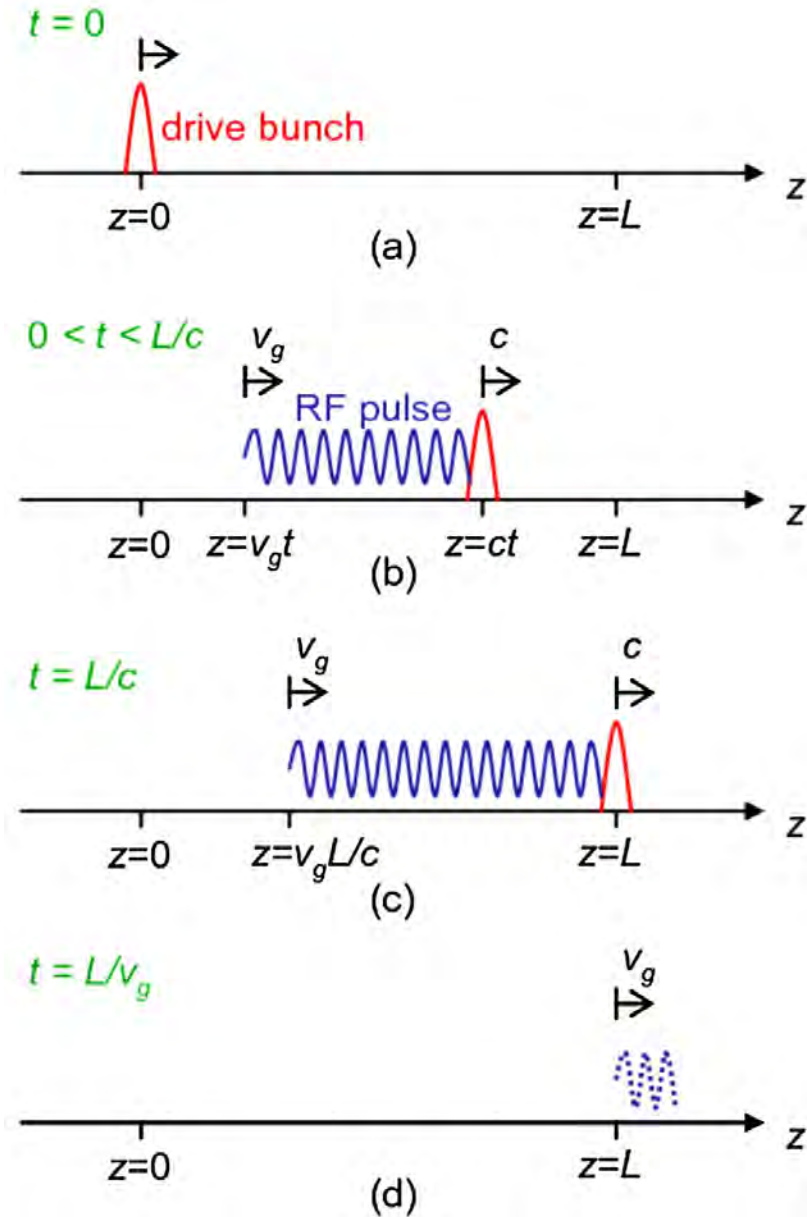 t = 0
drive bunch
z
z=0
z=L
(a)
0 < t < L/c
v_g
c
RF pulse
z
z=0
z=v_gt
z=ct
z=L
(b)
t = L/c
v_g
c
z
z=0
z=v_gL/c
z=L
(c)
t = L/v_g
v_g
z
z=0
z=L
(d)